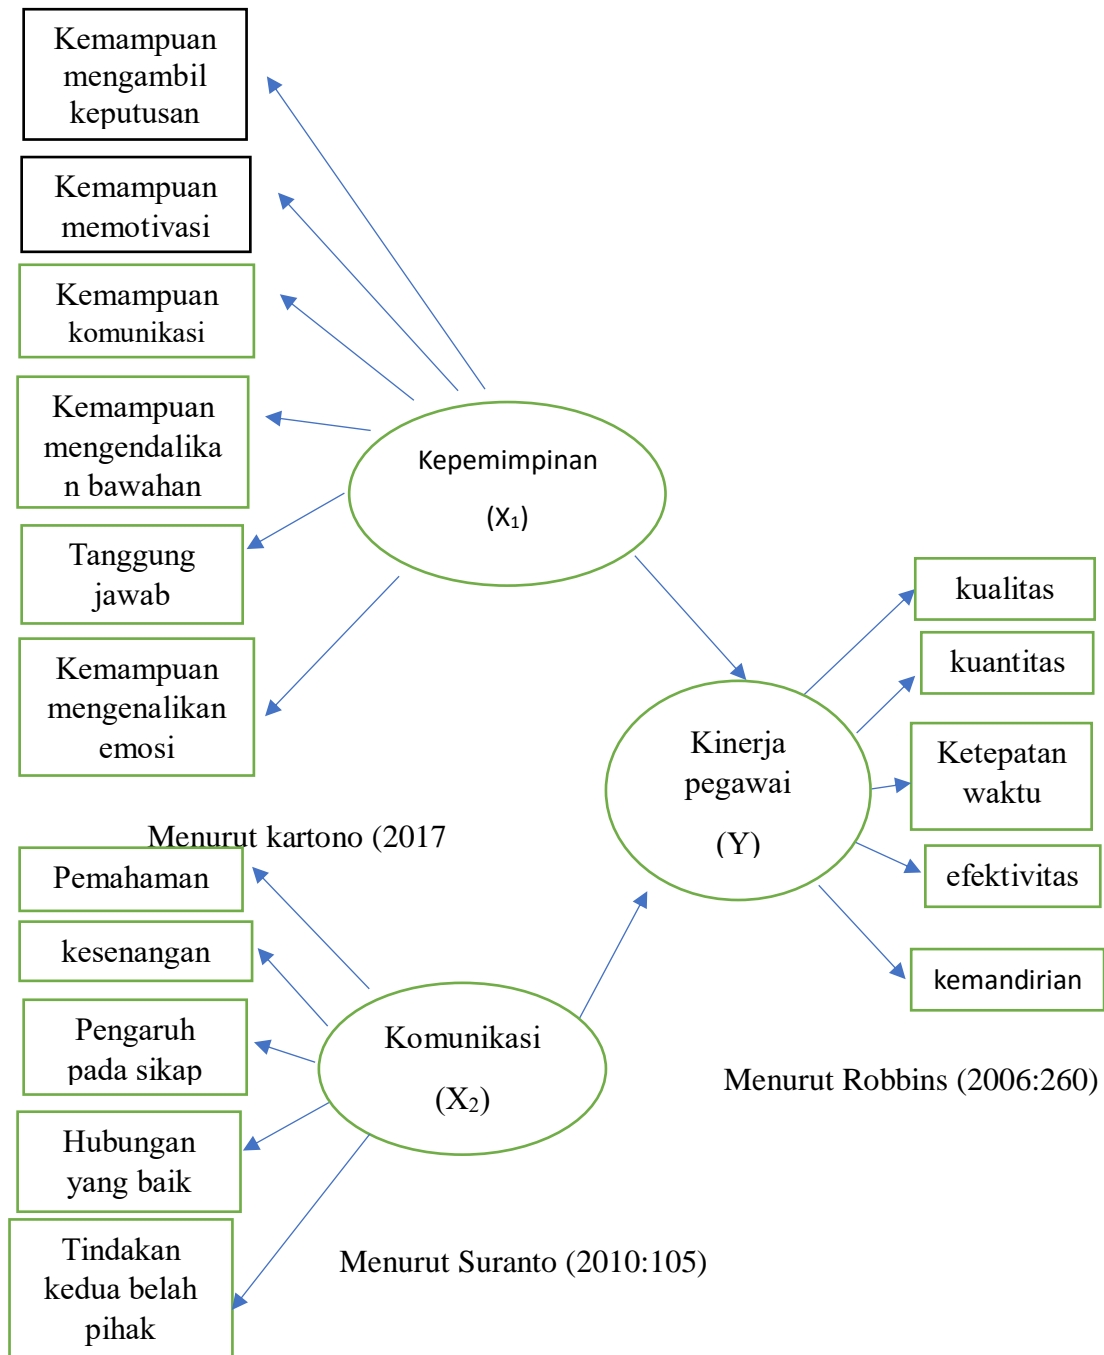 Kemampuan
mengambil
keputusan
Kemampuan
memotivasi
Kemampuan
komunikasi
Kemampuan
mengendalika
n bawahan
Tanggung
jawab
Kemampuan
mengenalikan
emosi
Kepemimpinan
(X₁)
Menurut kartono (2017
Pemahaman
kesenangan
Pengaruh
pada sikap
Hubungan
yang baik
Tindakan
kedua belah
pihak
Komunikasi
(X₂)
Menurut Suranto (2010:105)
Kinerja
pegawai
(Y)
kualitas
kuantitas
Ketepatan
waktu
efektivitas
kemandirian
Menurut Robbins (2006:260)